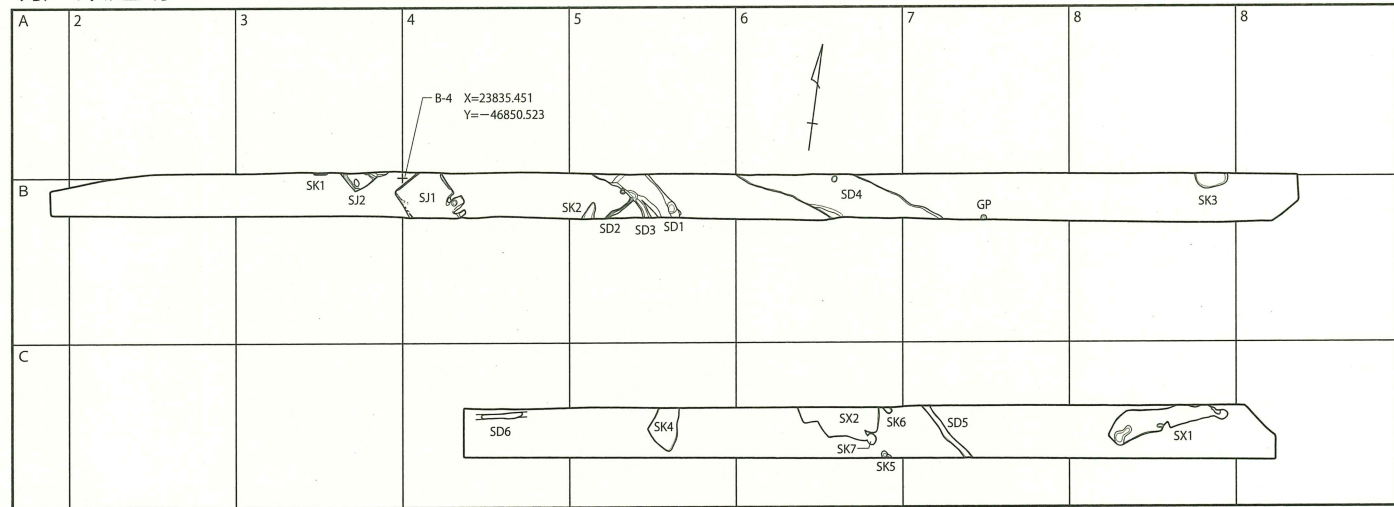 A 2 3 4 5 6 7 8 8
B-4 X=23835.451
Y=−46850.523
B
SK1
SJ2
SJ1
SK2
SD2
SD3
SD1
SD4
GP
SK3
C
SD6
SK4
SX2
SK6
SD5
SK7
SK5
SX1